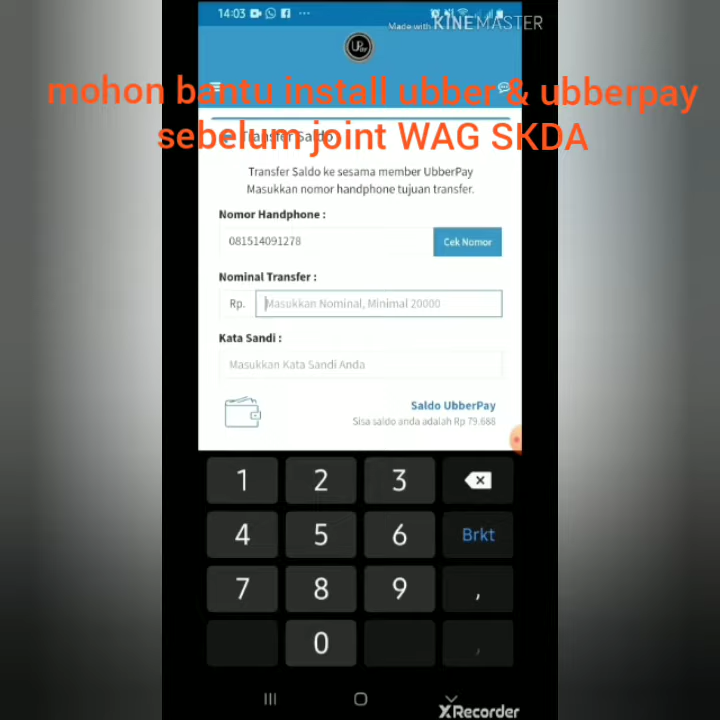 14:03
Made with KINEMASTER
UPay
mohon bantu install ubber & ubberpay
sebelum joint WAG SKDA
Transfer Saldo
Transfer Saldo ke sesama member UbberPay
Masukkan nomor handphone tujuan transfer.
Nomor Handphone :
081514091278
Cek Nomor
Nominal Transfer :
Rp.
Masukkan Nominal, Minimal 20000
Kata Sandi :
Masukkan Kata Sandi Anda
Saldo UbberPay
Sisa saldo anda adalah Rp 79.688
1 2 3
4 5 6 Brkt
7 8 9 ,
0 ,
XRecorder